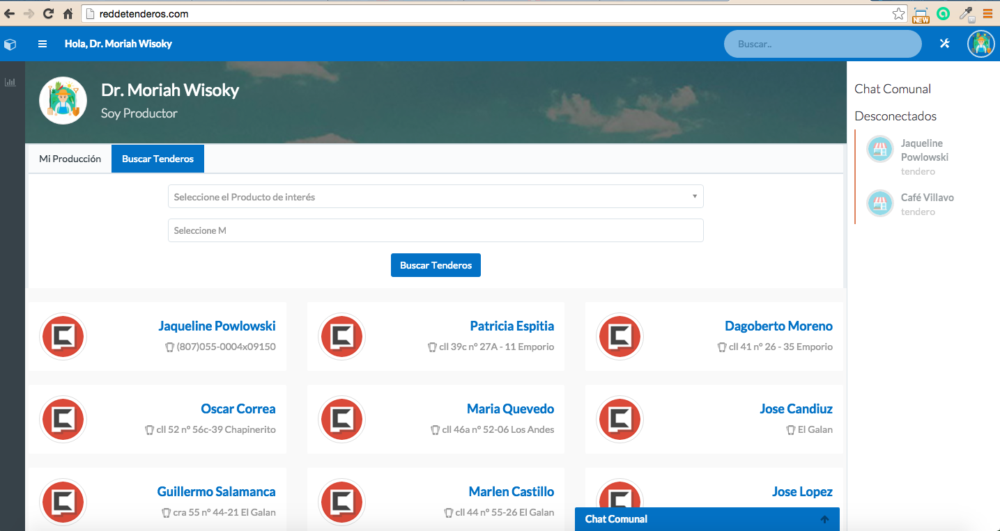 reddetenderos.com
NEW
Hola, Dr. Moriah Wisoky
Buscar..
Dr. Moriah Wisoky
Soy Productor
Mi Producción
Buscar Tenderos
Seleccione el Producto de interés
Seleccione M
Buscar Tenderos
Jaqueline Powlowski
(807)055-0004x09150
Patricia Espitia
cll 39c nº 27A - 11 Emporio
Dagoberto Moreno
cll 41 nº 26 - 35 Emporio
Oscar Correa
cll 52 nº 56c-39 Chapinerito
Maria Quevedo
cll 46a nº 52-06 Los Andes
Jose Candiuz
El Galan
Guillermo Salamanca
cra 55 nº 44-21 El Galan
Marlen Castillo
cll 44 nº 55-26 El Galan
Jose Lopez
Chat Comunal
Chat Comunal
Desconectados
Jaqueline
Powlowski
tendero
Café Villavo
tendero